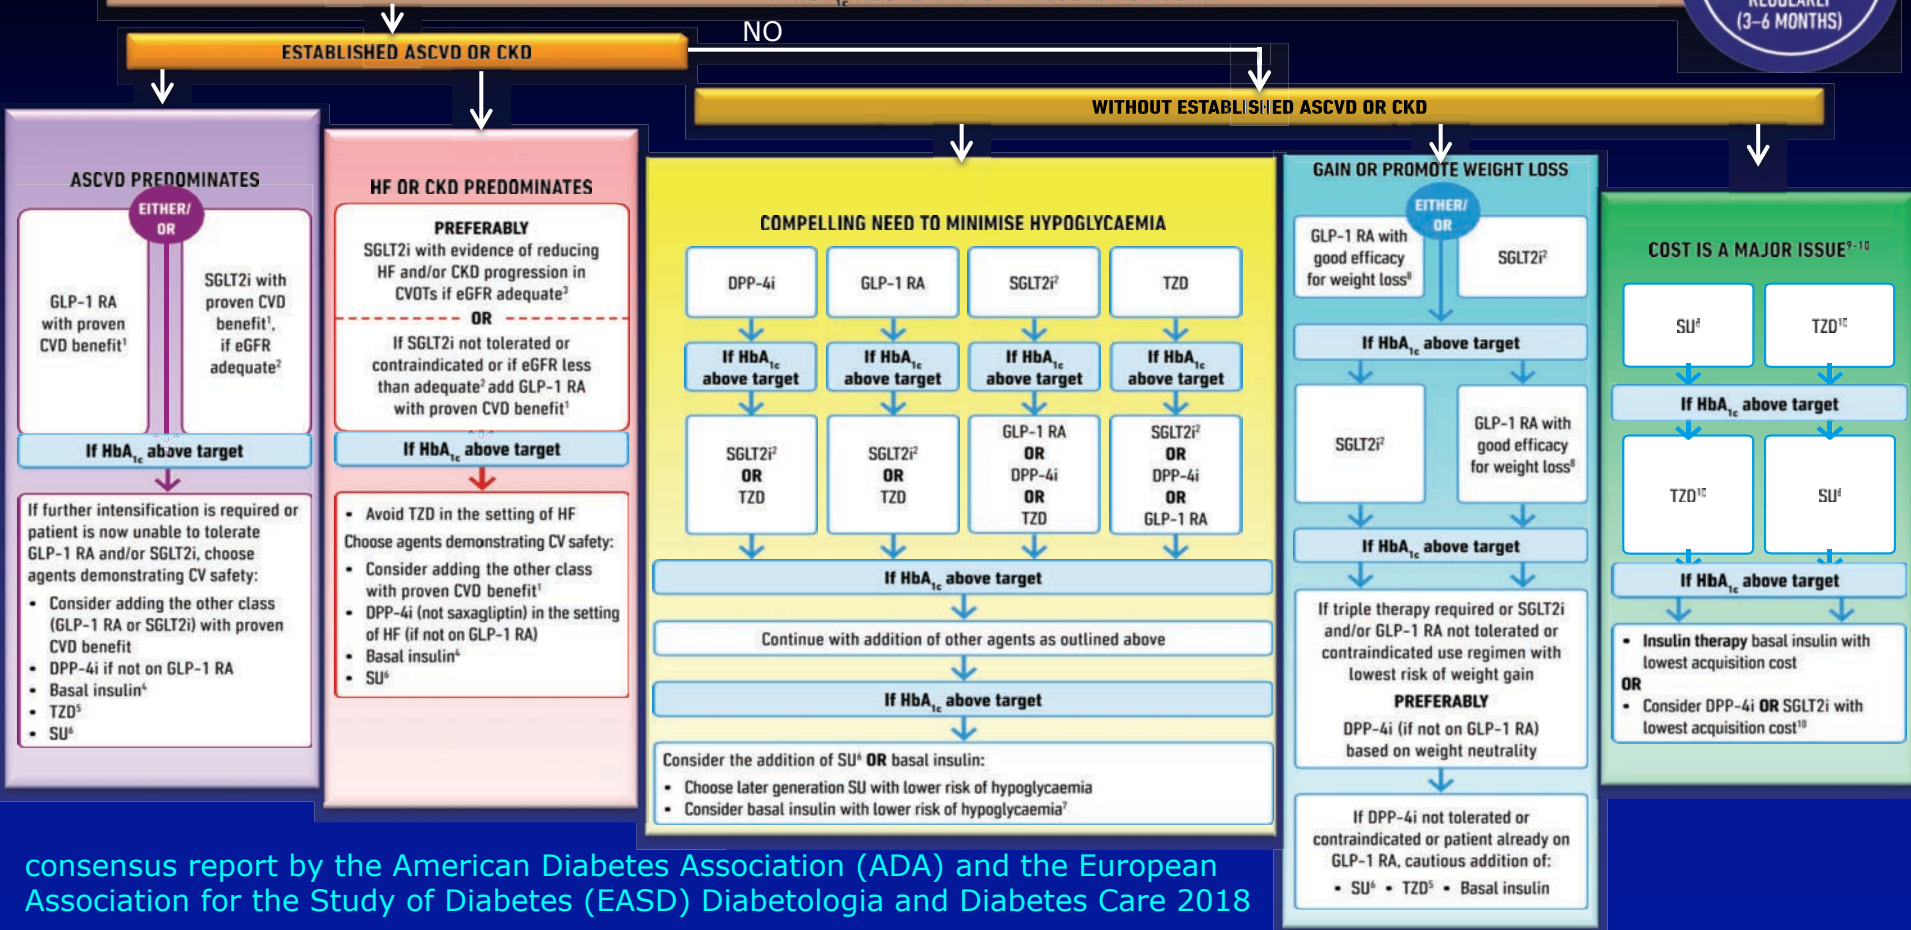 REGULARLY
(3–6 MONTHS)
NO
ESTABLISHED ASCVD OR CKD
WITHOUT ESTABLISHED ASCVD OR CKD
ASCVD PREDOMINATES
EITHER/
OR
GLP-1 RA
with proven
CVD benefit¹
SGLT2i with
proven CVD
benefit¹,
if eGFR
adequate²
If HbA₁c above target
If further intensification is required or
patient is now unable to tolerate
GLP-1 RA and/or SGLT2i, choose
agents demonstrating CV safety:
• Consider adding the other class
(GLP-1 RA or SGLT2i) with proven
CVD benefit
• DPP-4i if not on GLP-1 RA
• Basal insulin⁴
• TZD⁵
• SU⁶
HF OR CKD PREDOMINATES
PREFERABLY
SGLT2i with evidence of reducing
HF and/or CKD progression in
CVOTs if eGFR adequate³
OR
If SGLT2i not tolerated or
contraindicated or if eGFR less
than adequate² add GLP-1 RA
with proven CVD benefit¹
If HbA₁c above target
• Avoid TZD in the setting of HF
Choose agents demonstrating CV safety:
• Consider adding the other class
with proven CVD benefit¹
• DPP-4i (not saxagliptin) in the setting
of HF (if not on GLP-1 RA)
• Basal insulin⁴
• SU⁶
COMPELLING NEED TO MINIMISE HYPOGLYCAEMIA
DPP-4i
GLP-1 RA
SGLT2i²
TZD
If HbA₁c
above target
If HbA₁c
above target
If HbA₁c
above target
If HbA₁c
above target
SGLT2i²
OR
TZD
SGLT2i²
OR
TZD
GLP-1 RA
OR
DPP-4i
OR
TZD
SGLT2i²
OR
DPP-4i
OR
GLP-1 RA
If HbA₁c above target
Continue with addition of other agents as outlined above
If HbA₁c above target
Consider the addition of SU⁶ OR basal insulin:
• Choose later generation SU with lower risk of hypoglycaemia
• Consider basal insulin with lower risk of hypoglycaemia⁷
GAIN OR PROMOTE WEIGHT LOSS
EITHER/
OR
GLP-1 RA with
good efficacy
for weight loss⁸
SGLT2i²
If HbA₁c above target
SGLT2i²
GLP-1 RA with
good efficacy
for weight loss⁸
If HbA₁c above target
If triple therapy required or SGLT2i
and/or GLP-1 RA not tolerated or
contraindicated use regimen with
lowest risk of weight gain
PREFERABLY
DPP-4i (if not on GLP-1 RA)
based on weight neutrality
If DPP-4i not tolerated or
contraindicated or patient already on
GLP-1 RA, cautious addition of:
• SU⁶ • TZD⁵ • Basal insulin
COST IS A MAJOR ISSUE⁹⁻¹⁰
SU⁶
TZD¹⁰
If HbA₁c above target
TZD¹⁰
SU⁶
If HbA₁c above target
• Insulin therapy basal insulin with
lowest acquisition cost
OR
• Consider DPP-4i OR SGLT2i with
lowest acquisition cost¹⁰
consensus report by the American Diabetes Association (ADA) and the European
Association for the Study of Diabetes (EASD) Diabetologia and Diabetes Care 2018